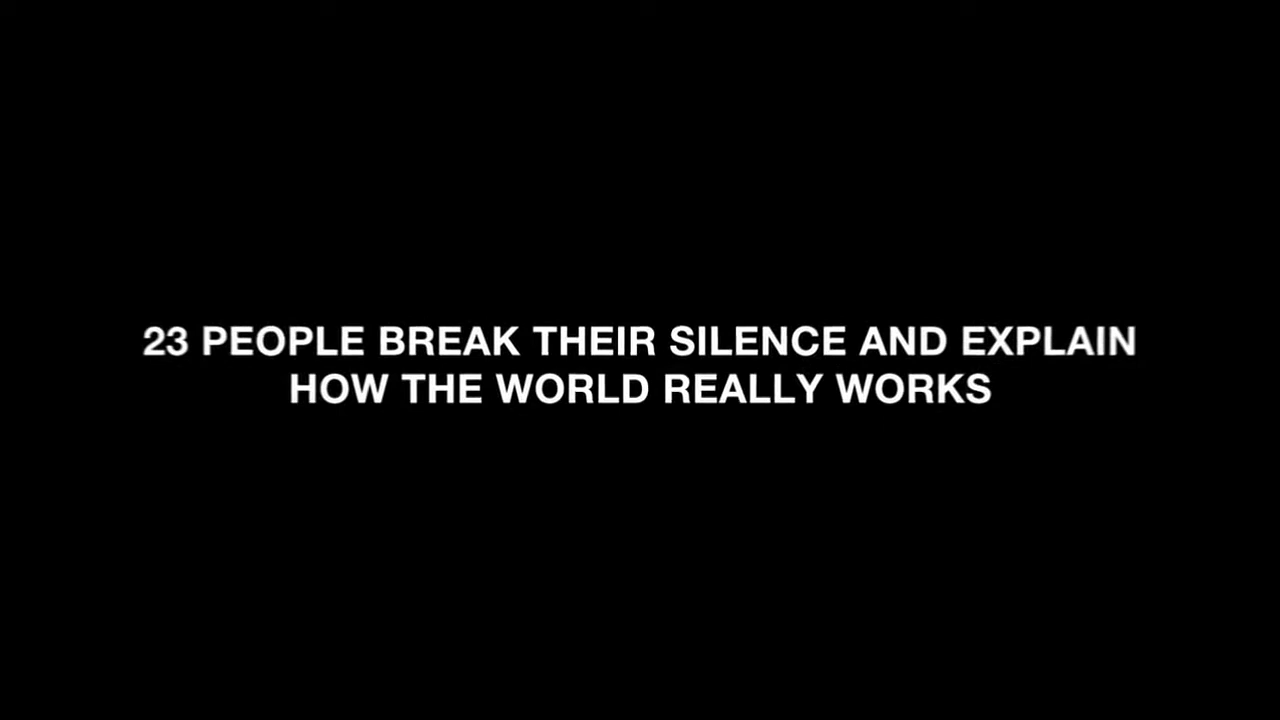 23 PEOPLE BREAK THEIR SILENCE AND EXPLAIN
HOW THE WORLD REALLY WORKS